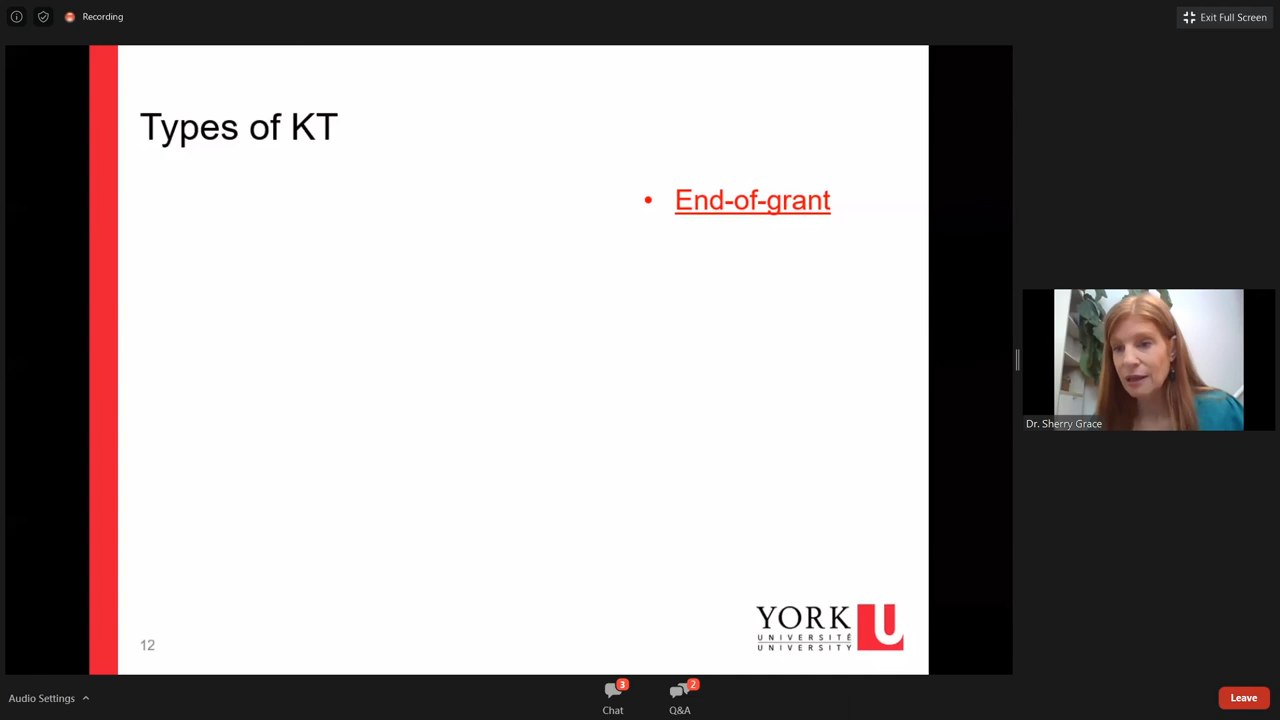 Recording
Exit Full Screen
Types of KT
• End-of-grant
Dr. Sherry Grace
YORK U
UNIVERSITÉ
UNIVERSITY
12
Audio Settings
3
Chat
2
Q&A
Leave